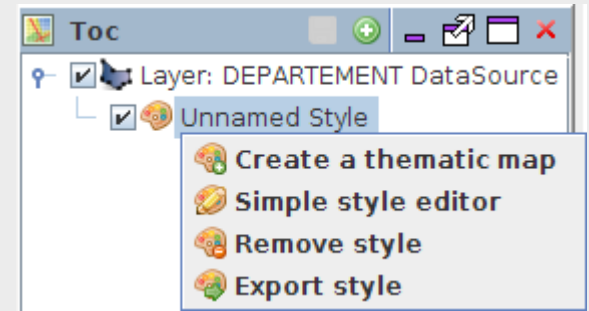 Toc
Layer: DEPARTEMENT DataSource
Unnamed Style
Create a thematic map
Simple style editor
Remove style
Export style